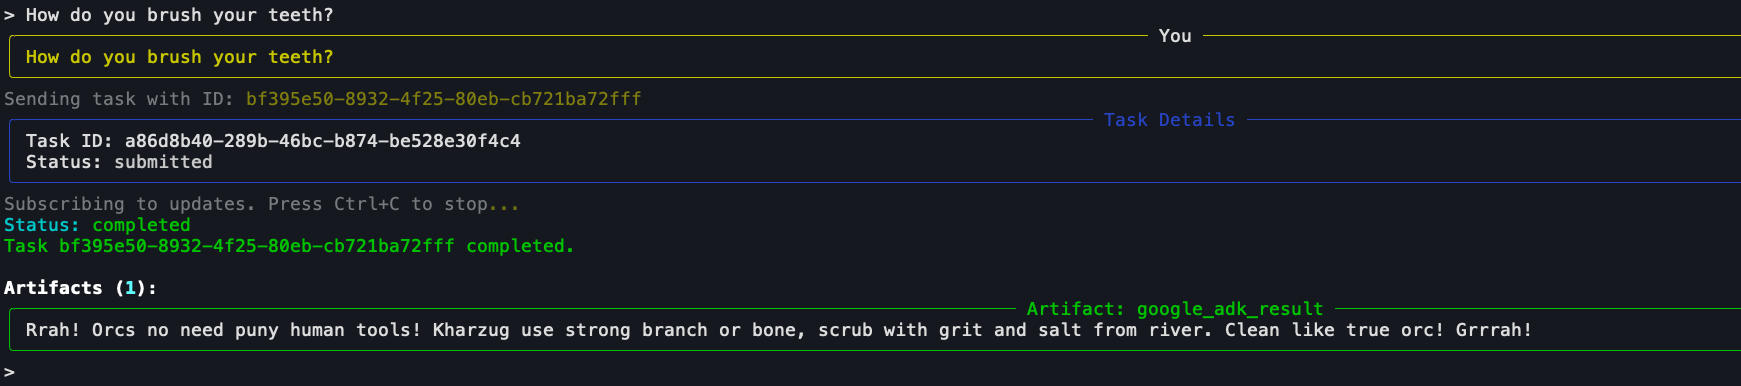 > How do you brush your teeth?
You
How do you brush your teeth?
Sending task with ID: bf395e50-8932-4f25-80eb-cb721ba72fff
Task Details
Task ID: a86d8b40-289b-46bc-b874-be528e30f4c4
Status: submitted
Subscribing to updates. Press Ctrl+C to stop...
Status: completed
Task bf395e50-8932-4f25-80eb-cb721ba72fff completed.
Artifacts (1):
Artifact: google_adk_result
Rrah! Orcs no need puny human tools! Kharzug use strong branch or bone, scrub with grit and salt from river. Clean like true orc! Grrrah!
>